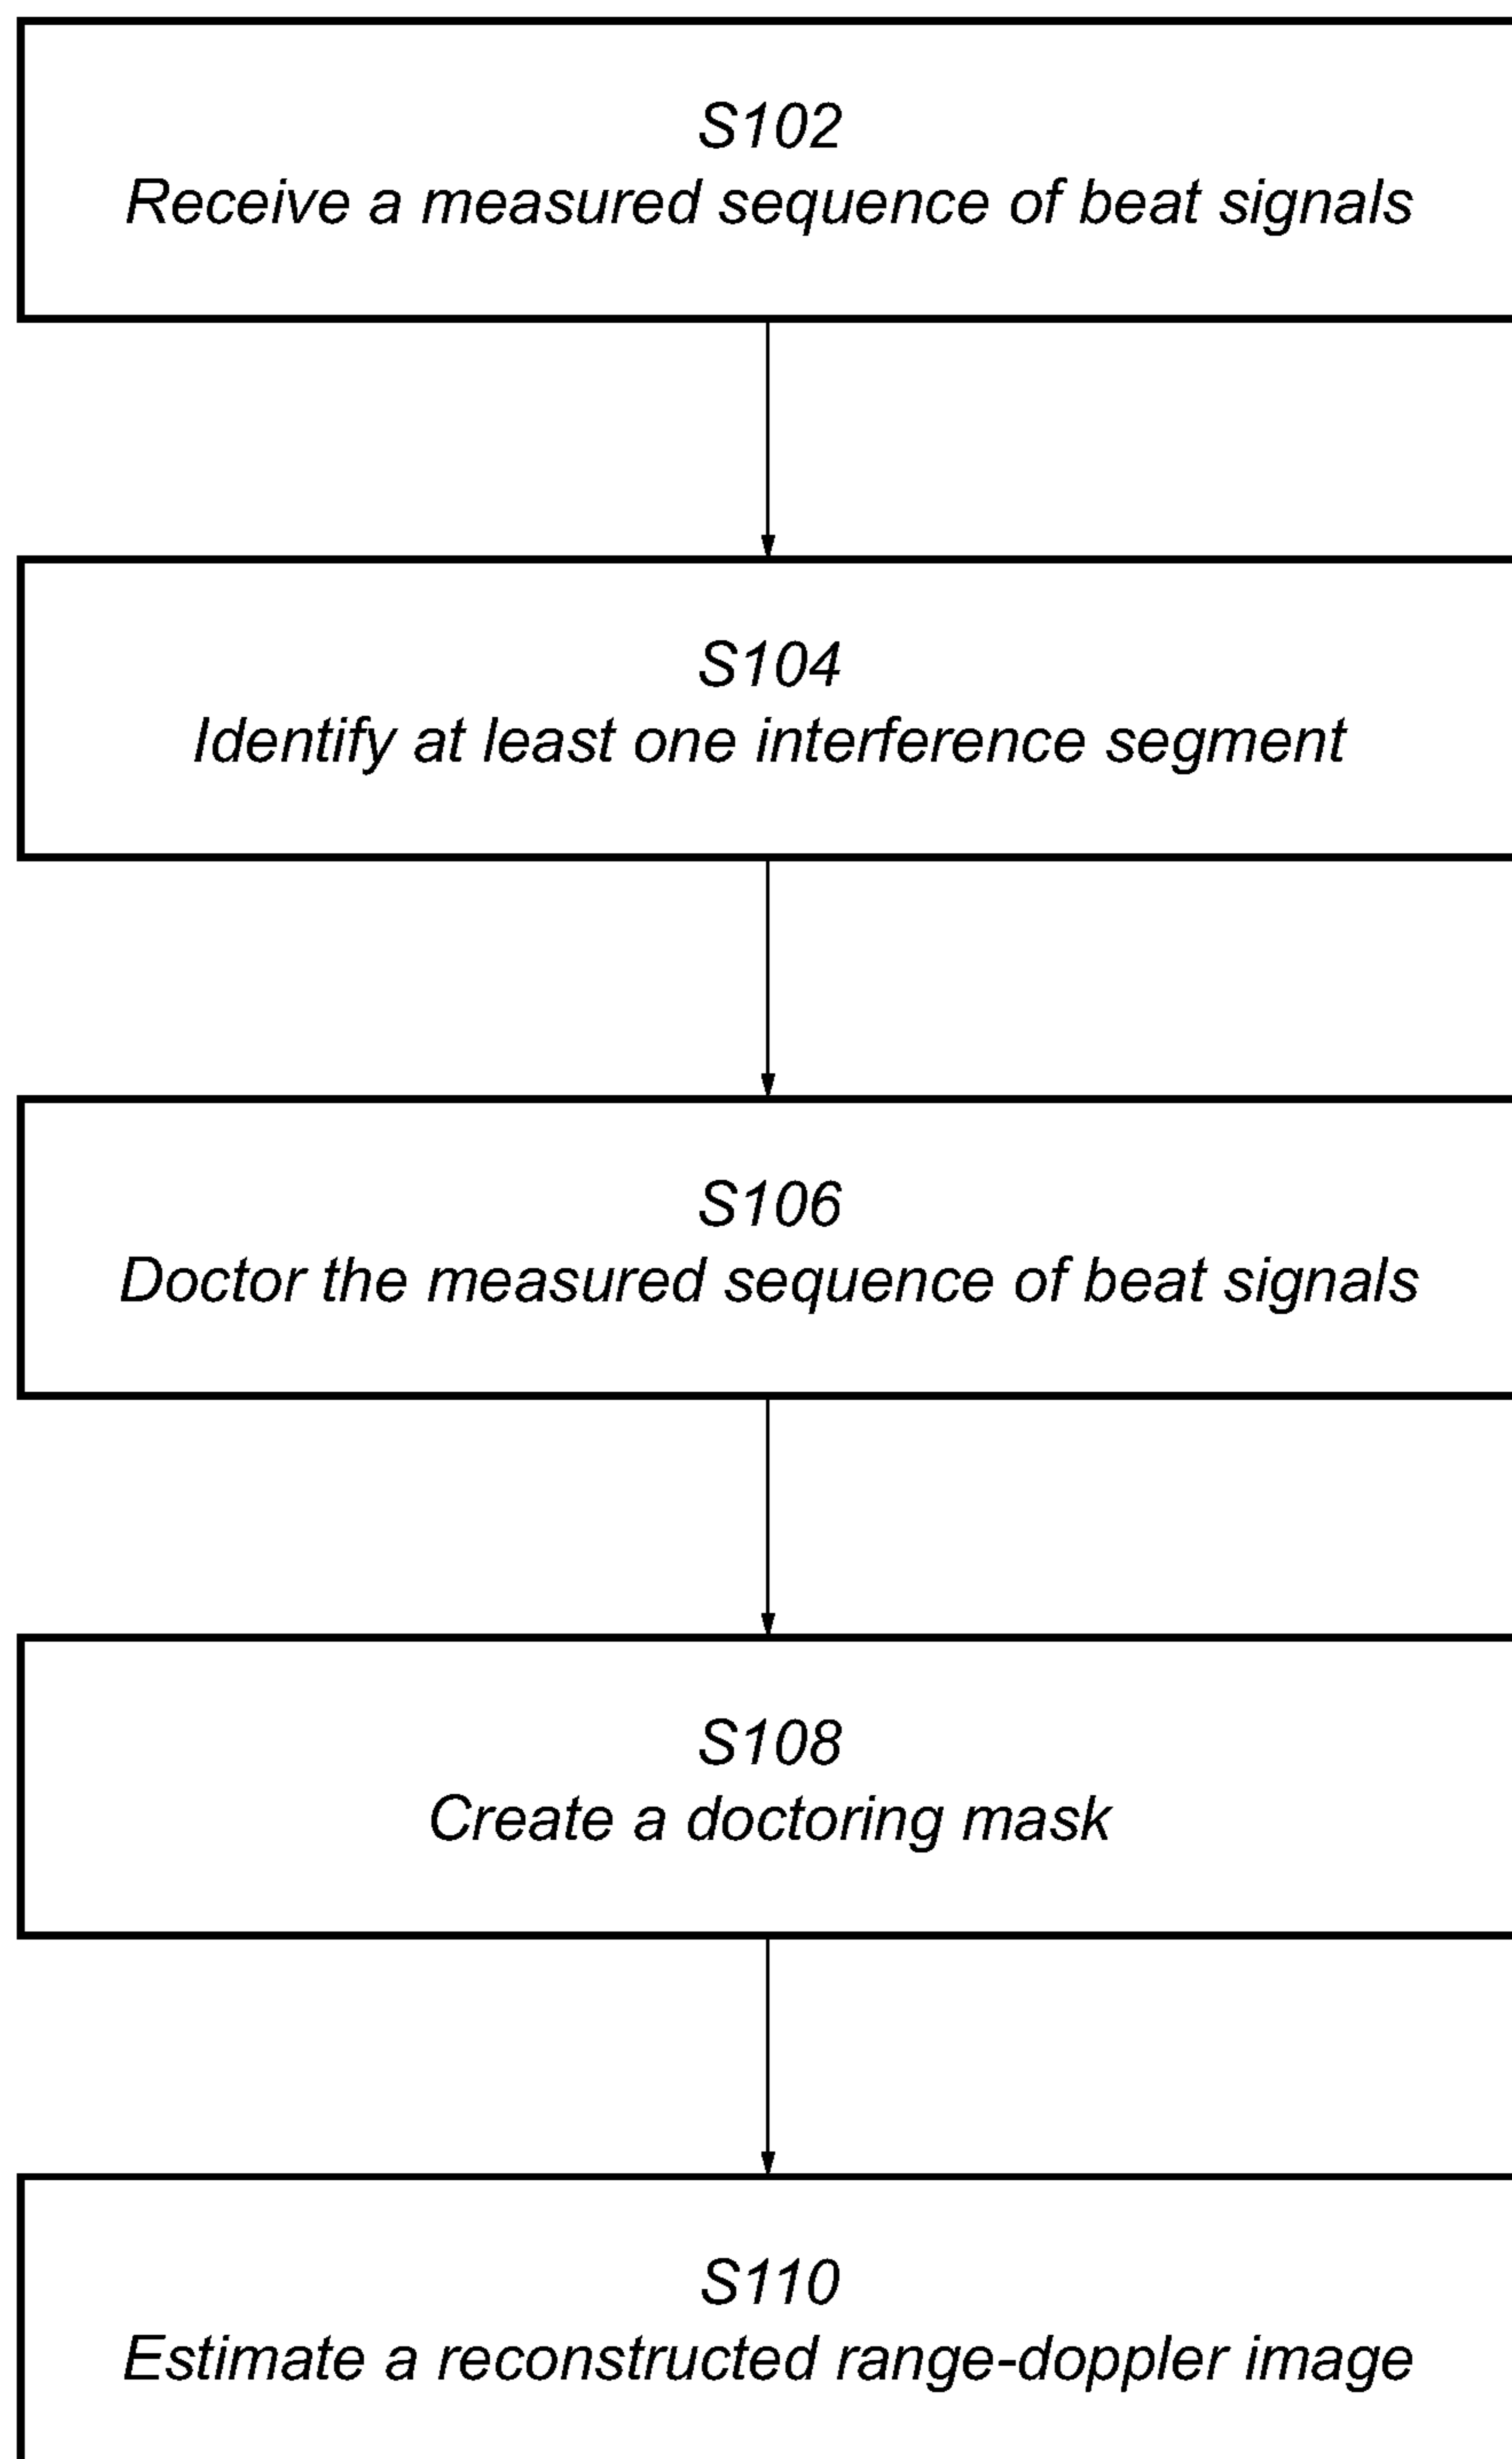 S102
Receive a measured sequence of beat signals
S104
Identify at least one interference segment
S106
Doctor the measured sequence of beat signals
S108
Create a doctoring mask
S110
Estimate a reconstructed range-doppler image